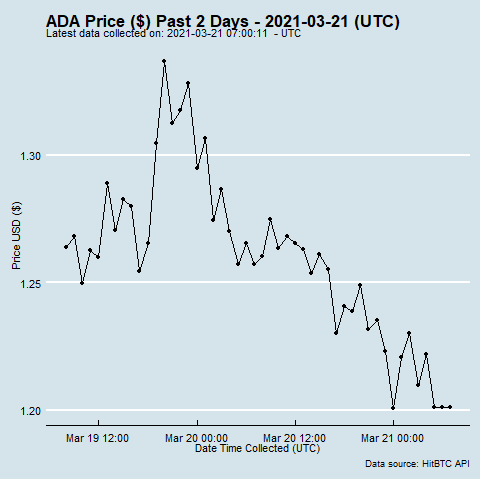 ADA Price ($) Past 2 Days - 2021-03-21 (UTC)
Latest data collected on: 2021-03-21 07:00:11 - UTC
1.30
1.25
1.20
Price USD ($)
Mar 19 12:00
Mar 20 00:00
Mar 20 12:00
Mar 21 00:00
Date Time Collected (UTC)
Data source: HitBTC API